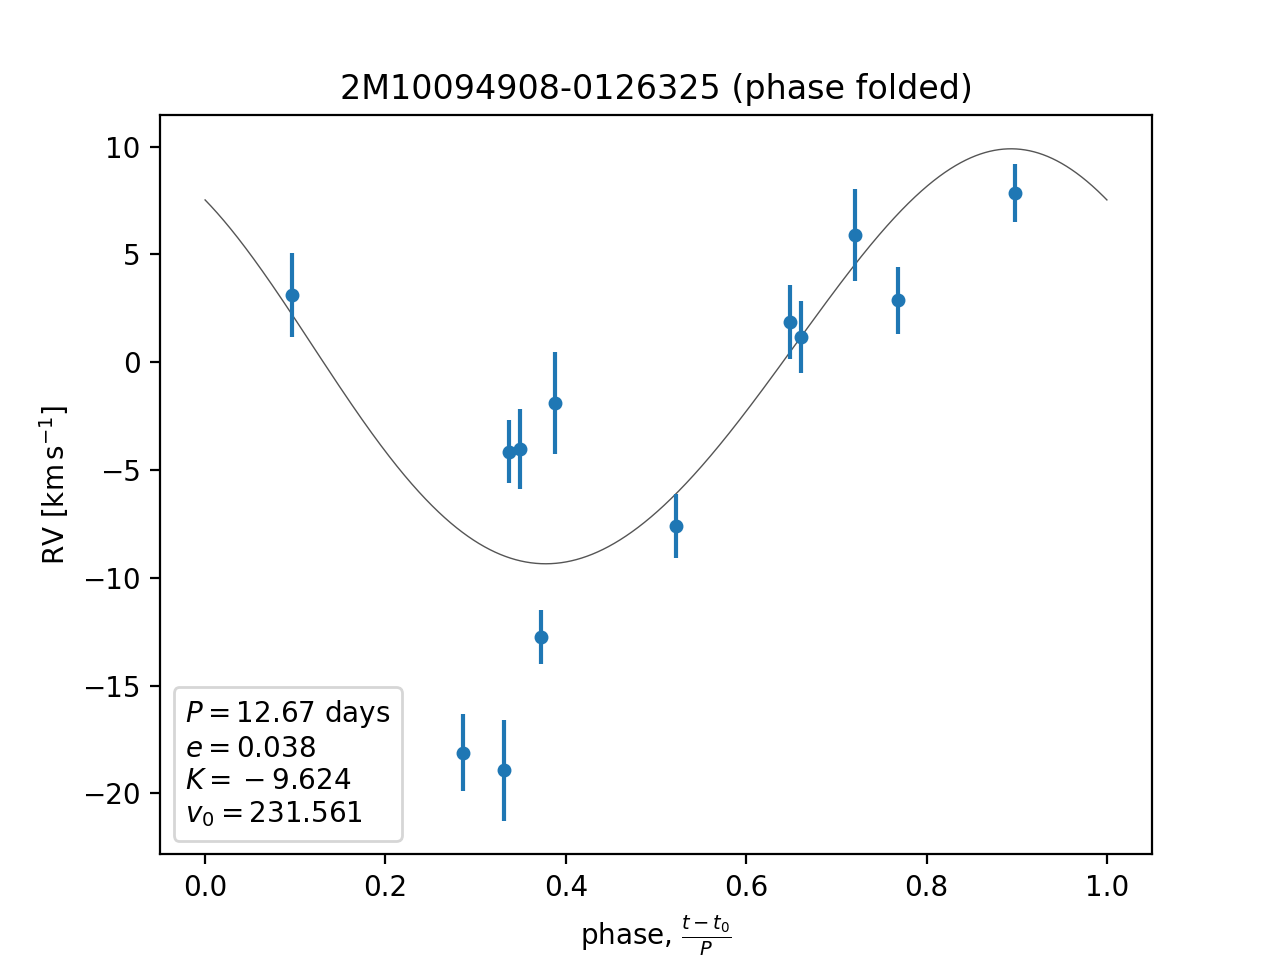 2M10094908-0126325 (phase folded)
RV [km s⁻¹]
10
5
0
−5
−10
−15
−20
P = 12.67 days
e = 0.038
K = −9.624
v₀ = 231.561
0.0 0.2 0.4 0.6 0.8 1.0
phase, (t − t₀)/P